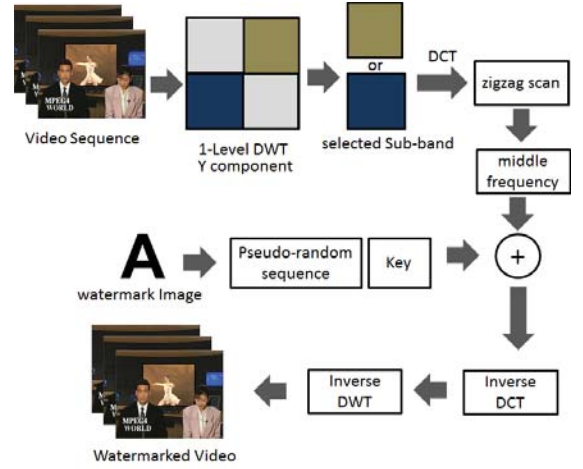 MPEG4
WORLD
Video Sequence
1-Level DWT
Y component
or
selected Sub-band
DCT
zigzag scan
middle
frequency
A
watermark Image
Pseudo-random
sequence
Key
+
Inverse
DCT
Inverse
DWT
MPEG4
WORLD
Watermarked Video